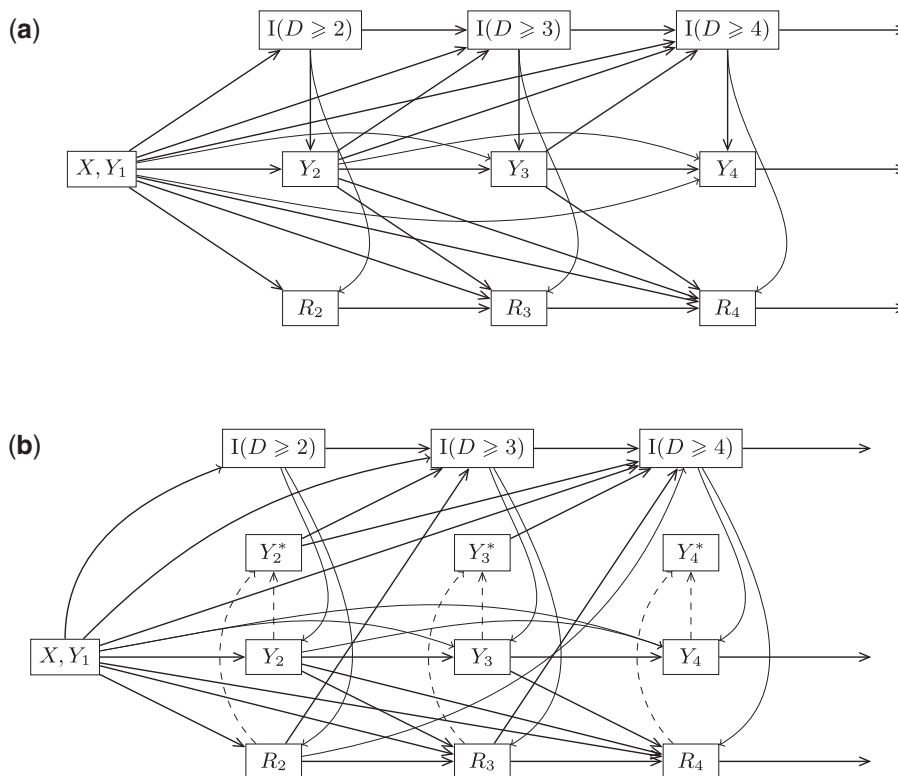 (a)
I(D ⩾ 2) I(D ⩾ 3) I(D ⩾ 4)
X, Y₁ Y₂ Y₃ Y₄
R₂ R₃ R₄
(b)
I(D ⩾ 2) I(D ⩾ 3) I(D ⩾ 4)
Y₂* Y₃* Y₄*
X, Y₁ Y₂ Y₃ Y₄
R₂ R₃ R₄